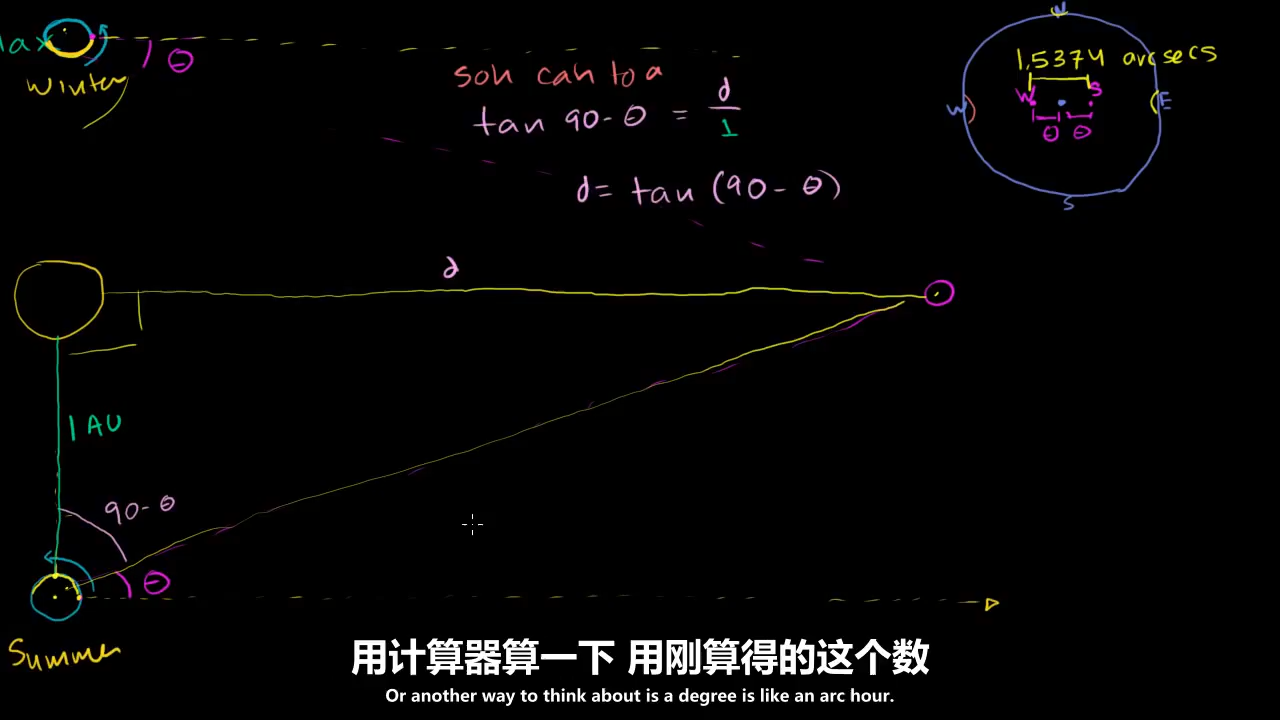 lax
Winter
θ
soh cah toa
tan 90-θ = d/1
d= tan (90-θ)
N
1.5374 arcsecs
W
W
S
E
θ
θ
S
d
1 AU
90-θ
θ
Summer
用计算器算一下 用刚算得的这个数
Or another way to think about is a degree is like an arc hour.